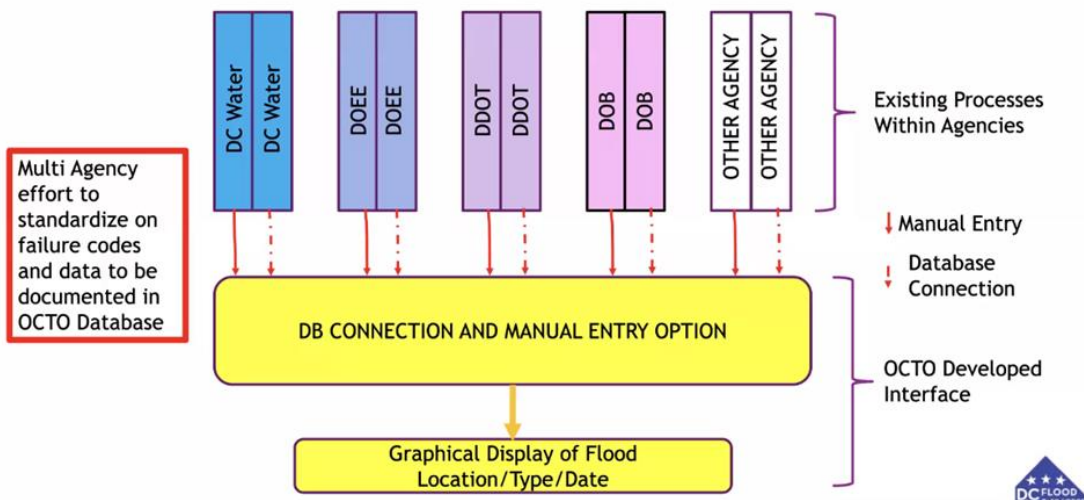 DC Water
DC Water
DOEE
DOEE
DDOT
DDOT
DOB
DOB
OTHER AGENCY
OTHER AGENCY
Existing Processes
Within Agencies
Multi Agency
effort to
standardize on
failure codes
and data to be
documented in
OCTO Database
Manual Entry
Database
Connection
DB CONNECTION AND MANUAL ENTRY OPTION
OCTO Developed
Interface
Graphical Display of Flood
Location/Type/Date
DC FLOOD